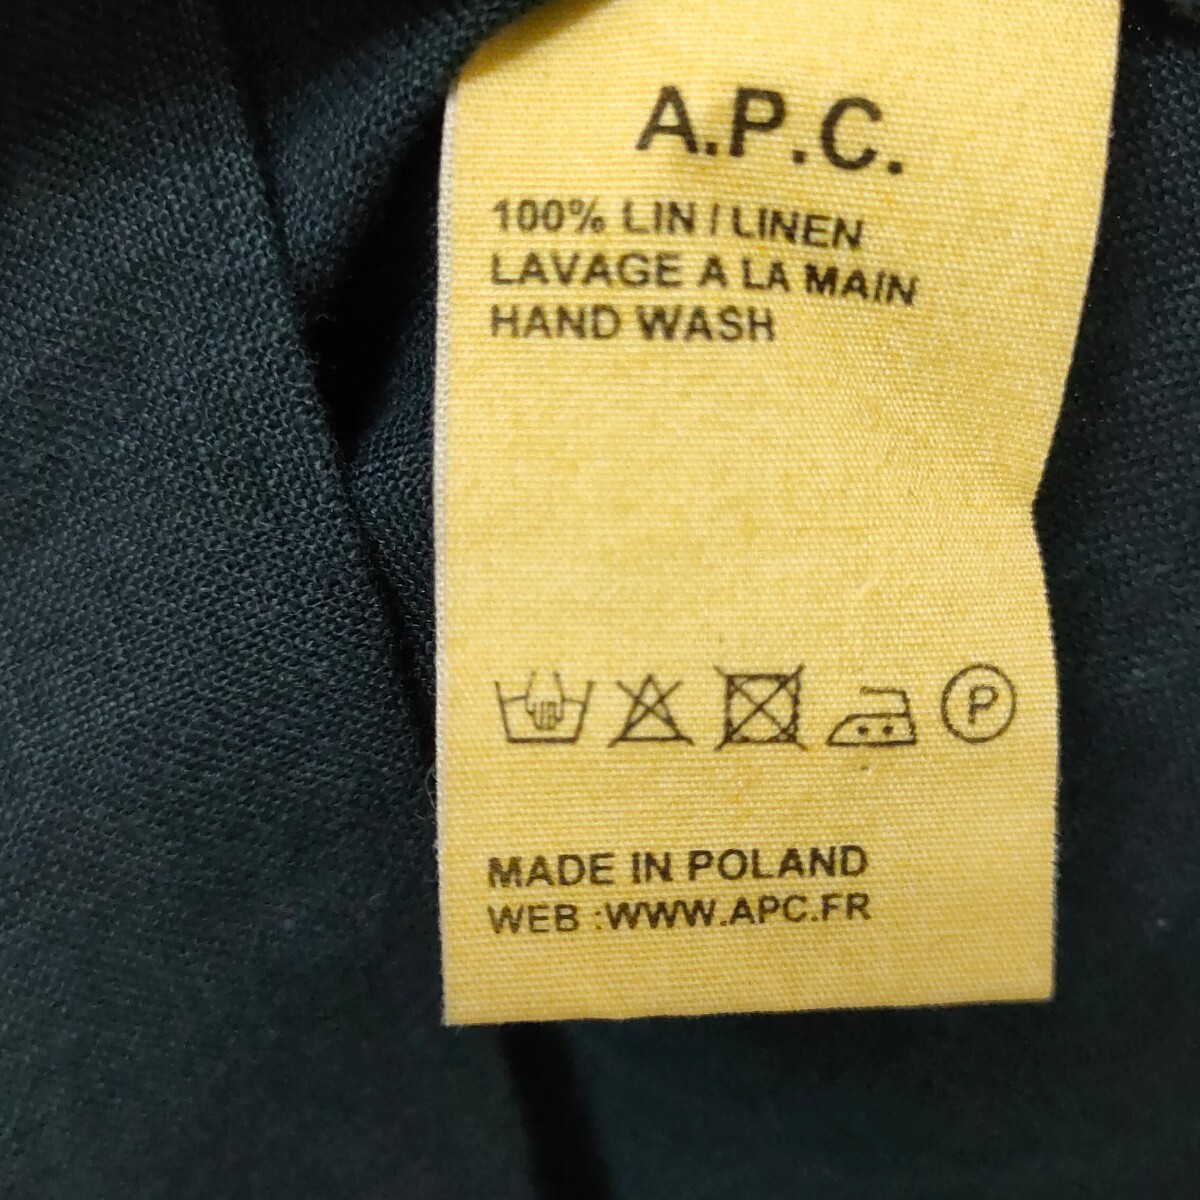 A.P.C.
100% LIN / LINEN
LAVAGE A LA MAIN
HAND WASH
P
MADE IN POLAND
WEB :WWW.APC.FR